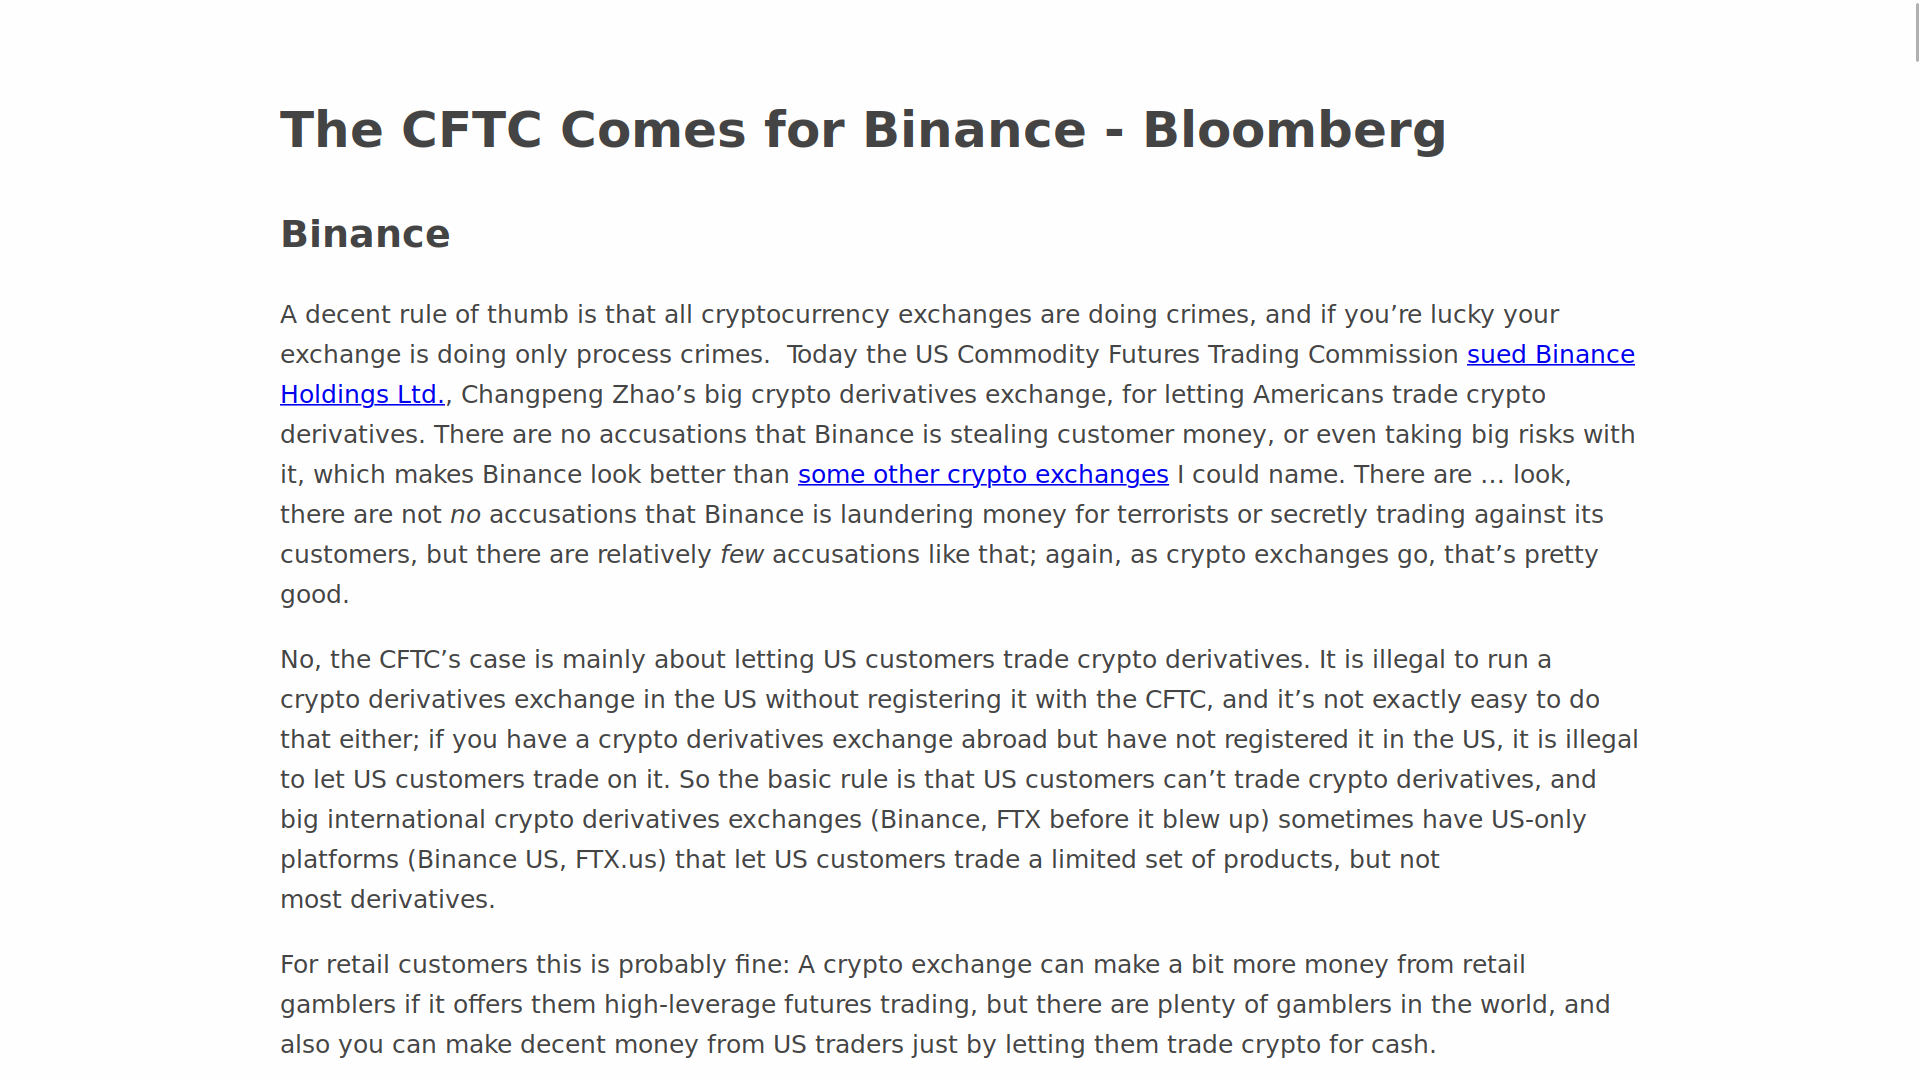 The CFTC Comes for Binance - Bloomberg
Binance
A decent rule of thumb is that all cryptocurrency exchanges are doing crimes, and if you’re lucky your
exchange is doing only process crimes.  Today the US Commodity Futures Trading Commission sued Binance
Holdings Ltd., Changpeng Zhao’s big crypto derivatives exchange, for letting Americans trade crypto
derivatives. There are no accusations that Binance is stealing customer money, or even taking big risks with
it, which makes Binance look better than some other crypto exchanges I could name. There are … look,
there are not no accusations that Binance is laundering money for terrorists or secretly trading against its
customers, but there are relatively few accusations like that; again, as crypto exchanges go, that’s pretty
good.
No, the CFTC’s case is mainly about letting US customers trade crypto derivatives. It is illegal to run a
crypto derivatives exchange in the US without registering it with the CFTC, and it’s not exactly easy to do
that either; if you have a crypto derivatives exchange abroad but have not registered it in the US, it is illegal
to let US customers trade on it. So the basic rule is that US customers can’t trade crypto derivatives, and
big international crypto derivatives exchanges (Binance, FTX before it blew up) sometimes have US-only
platforms (Binance US, FTX.us) that let US customers trade a limited set of products, but not
most derivatives.
For retail customers this is probably fine: A crypto exchange can make a bit more money from retail
gamblers if it offers them high-leverage futures trading, but there are plenty of gamblers in the world, and
also you can make decent money from US traders just by letting them trade crypto for cash.